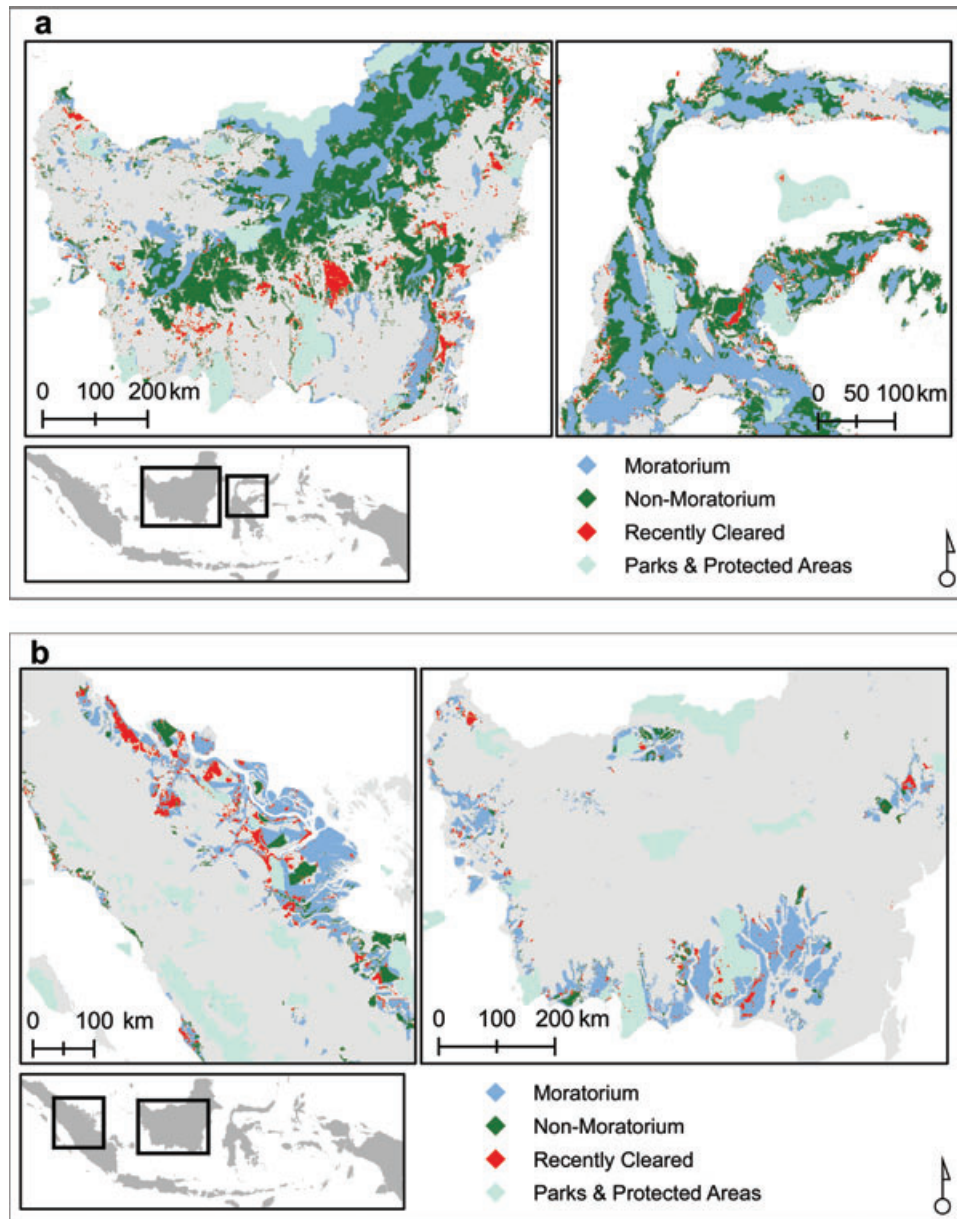 a
0 100 200 km
0 50 100 km
Moratorium
Non-Moratorium
Recently Cleared
Parks & Protected Areas
b
0 100 km
0 100 200 km
Moratorium
Non-Moratorium
Recently Cleared
Parks & Protected Areas